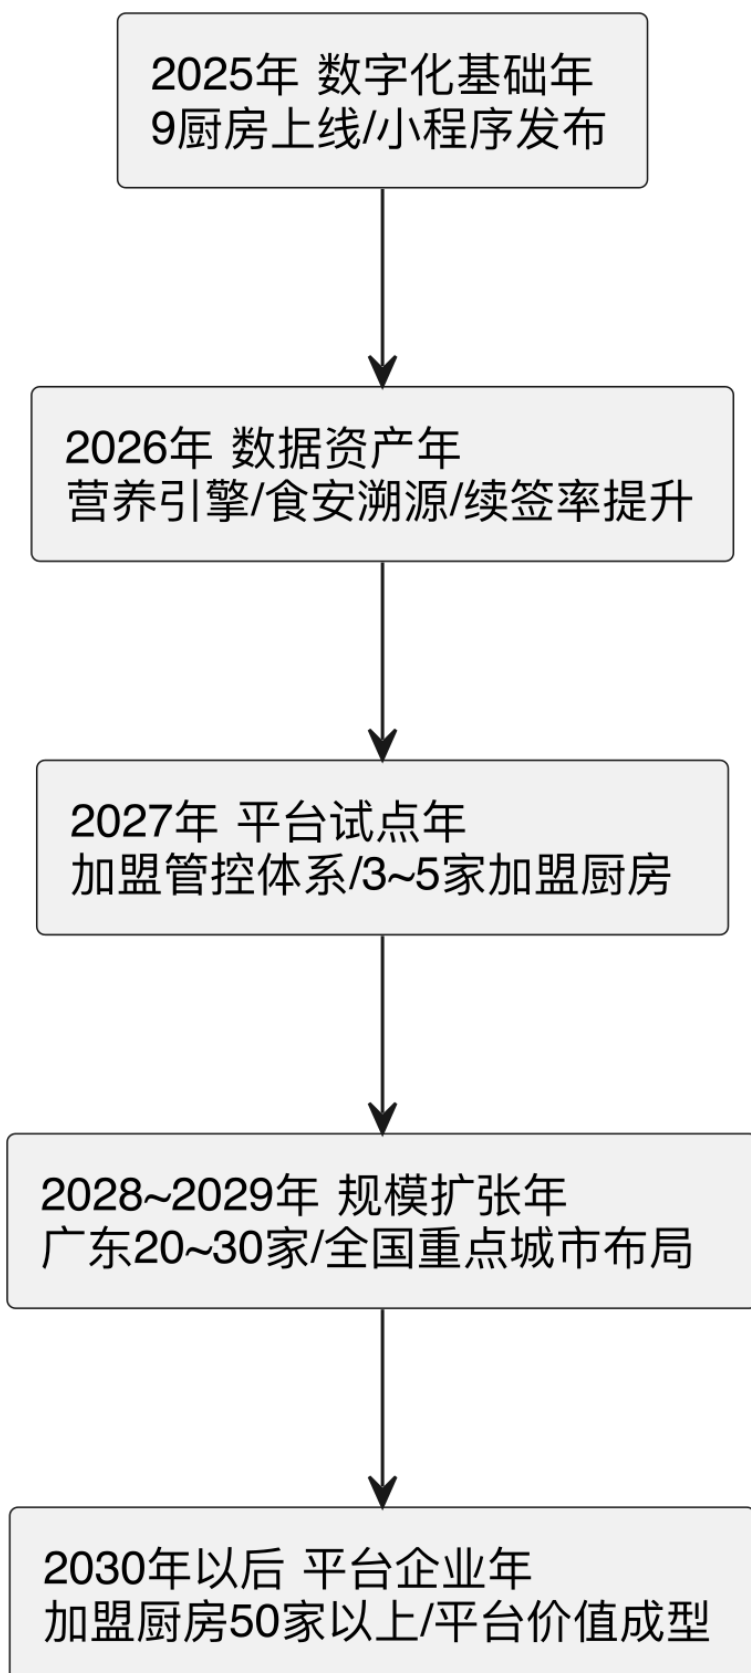 2025年 数字化基础年
9厨房上线/小程序发布
2026年 数据资产年
营养引擎/食安溯源/续签率提升
2027年 平台试点年
加盟管控体系/3~5家加盟厨房
2028~2029年 规模扩张年
广东20~30家/全国重点城市布局
2030年以后 平台企业年
加盟厨房50家以上/平台价值成型